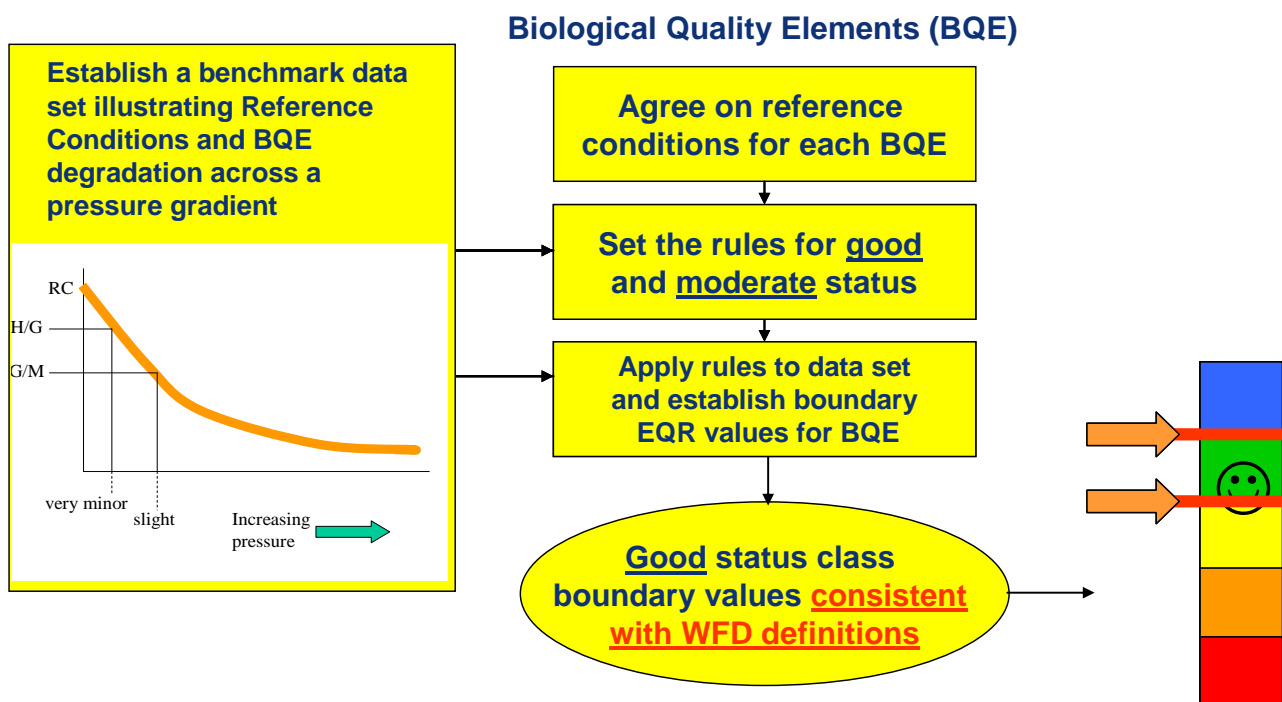 Biological Quality Elements (BQE)
Establish a benchmark data
set illustrating Reference
Conditions and BQE
degradation across a
pressure gradient
RC
H/G
G/M
very minor
slight
Increasing
pressure
Agree on reference
conditions for each BQE
Set the rules for good
and moderate status
Apply rules to data set
and establish boundary
EQR values for BQE
Good status class
boundary values consistent
with WFD definitions